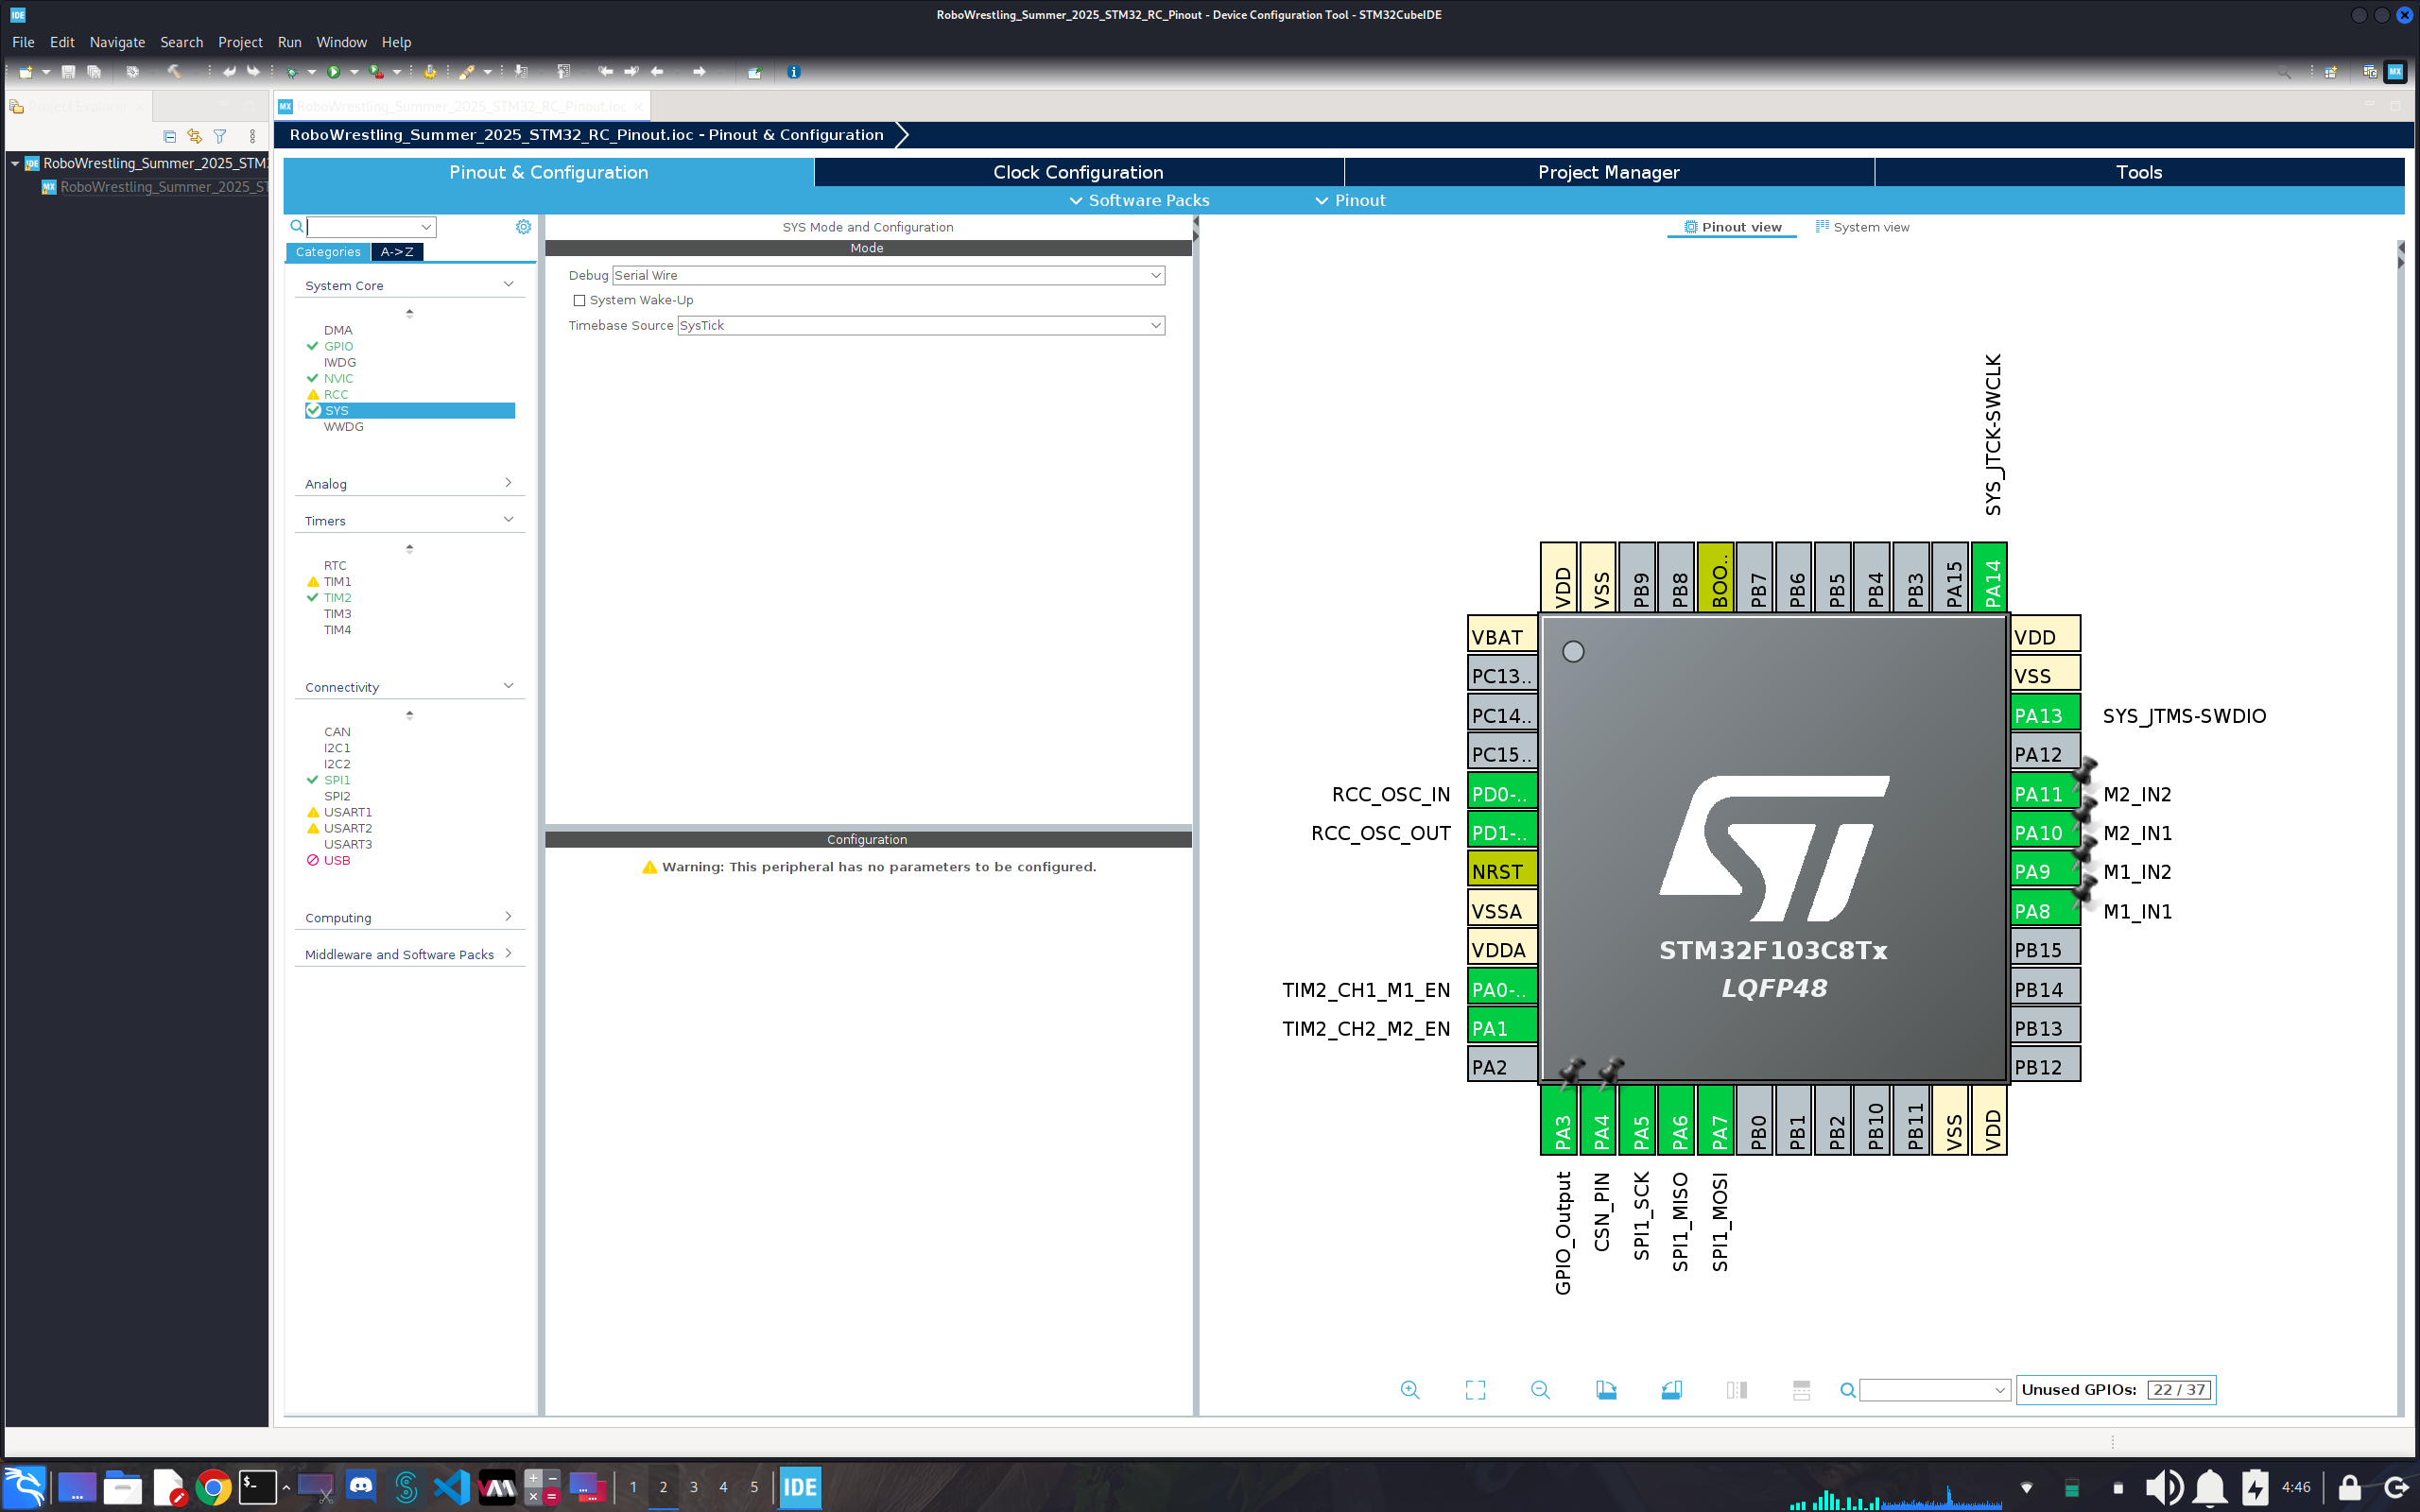 RoboWrestling_Summer_2025_STM32_RC_Pinout - Device Configuration Tool - STM32CubeIDE
File Edit Navigate Search Project Run Window Help
Project Explorer
RoboWrestling_Summer_2025_STM32_RC_Pinout.ioc
RoboWrestling_Summer_2025_STM32_RC_Pinout.ioc - Pinout & Configuration
RoboWrestling_Summer_2025_STM3
RoboWrestling_Summer_2025_ST
Pinout & Configuration
Clock Configuration
Project Manager
Tools
Software Packs
Pinout
Categories
A->Z
System Core
DMA
GPIO
IWDG
NVIC
RCC
SYS
WWDG
Analog
Timers
RTC
TIM1
TIM2
TIM3
TIM4
Connectivity
CAN
I2C1
I2C2
SPI1
SPI2
USART1
USART2
USART3
USB
Computing
Middleware and Software Packs
SYS Mode and Configuration
Mode
Debug Serial Wire
System Wake-Up
Timebase Source SysTick
Configuration
Warning: This peripheral has no parameters to be configured.
Pinout view
System view
SYS_JTCK-SWCLK
VDD
VSS
PB9
PB8
BOO..
PB7
PB6
PB5
PB4
PB3
PA15
PA14
VBAT
PC13..
PC14..
PC15..
RCC_OSC_IN PD0-..
RCC_OSC_OUT PD1-..
NRST
VSSA
VDDA
TIM2_CH1_M1_EN PA0-..
TIM2_CH2_M2_EN PA1
PA2
STM32F103C8Tx
LQFP48
VDD
VSS
PA13 SYS_JTMS-SWDIO
PA12
PA11 M2_IN2
PA10 M2_IN1
PA9 M1_IN2
PA8 M1_IN1
PB15
PB14
PB13
PB12
PA3
PA4
PA5
PA6
PA7
PB0
PB1
PB2
PB10
PB11
VSS
VDD
GPIO_Output
CSN_PIN
SPI1_SCK
SPI1_MISO
SPI1_MOSI
Unused GPIOs: 22 / 37
1 2 3 4 5
IDE
4:46